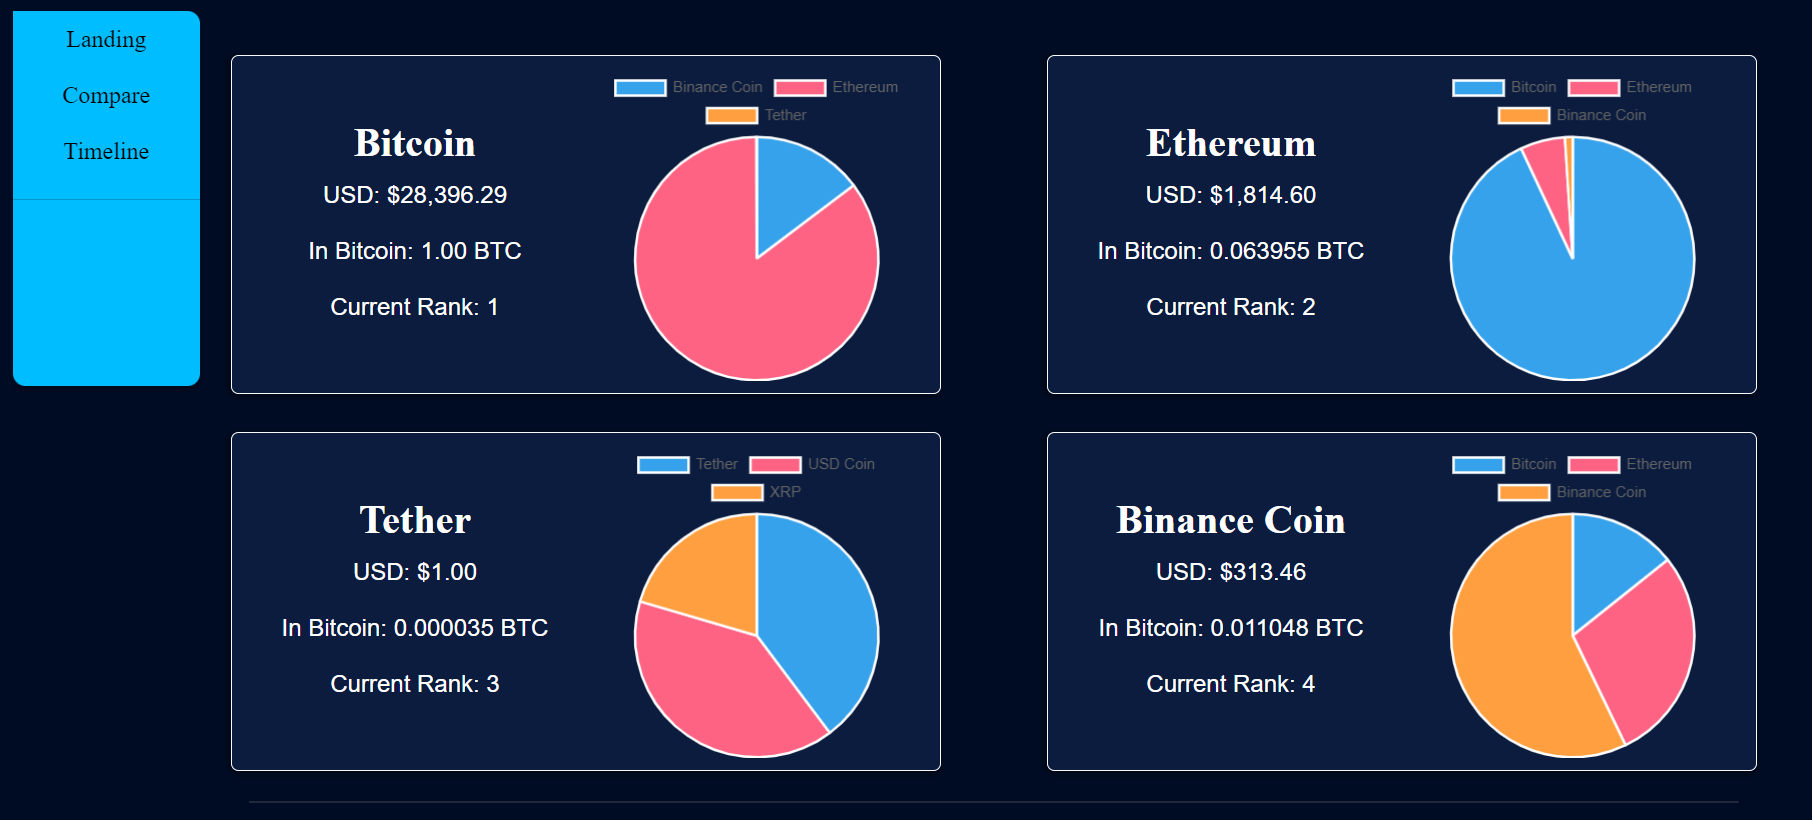 Landing
Compare
Timeline
Binance Coin Ethereum
Tether
Bitcoin
USD: $28,396.29
In Bitcoin: 1.00 BTC
Current Rank: 1
Bitcoin Ethereum
Binance Coin
Ethereum
USD: $1,814.60
In Bitcoin: 0.063955 BTC
Current Rank: 2
Tether USD Coin
XRP
Tether
USD: $1.00
In Bitcoin: 0.000035 BTC
Current Rank: 3
Bitcoin Ethereum
Binance Coin
Binance Coin
USD: $313.46
In Bitcoin: 0.011048 BTC
Current Rank: 4